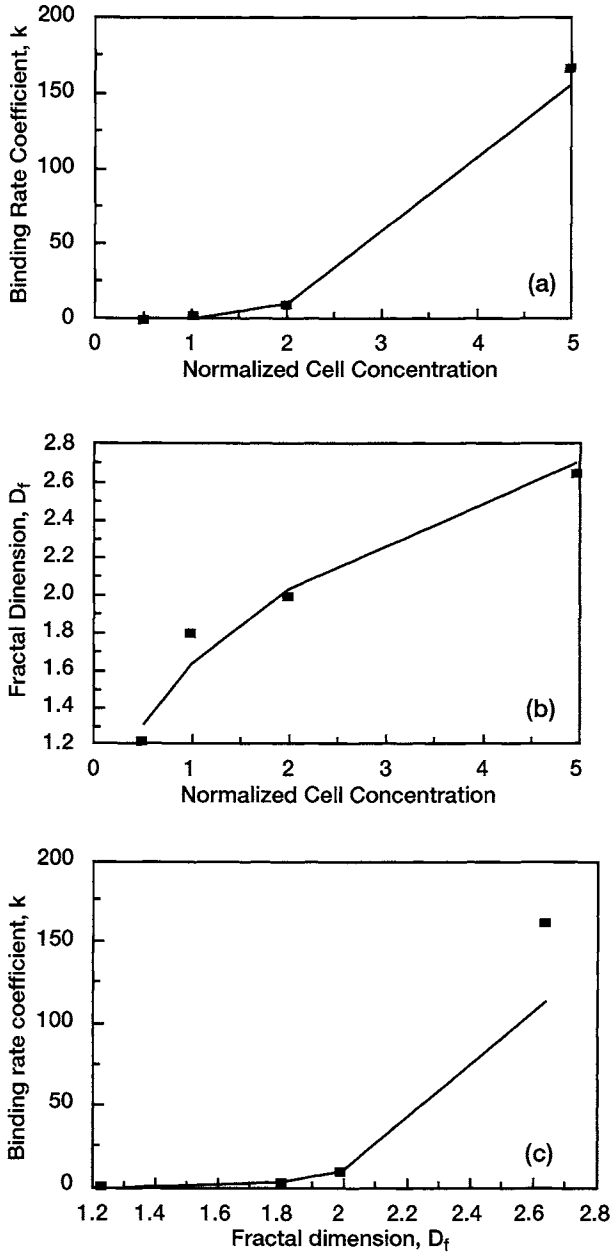 200
150
100
50
0
Binding Rate Coefficient, k
(a)
0 1 2 3 4 5
Normalized Cell Concentration
2.8
2.6
2.4
2.2
2.0
1.8
1.6
1.4
1.2
Fractal Dinension, Df
(b)
0 1 2 3 4 5
Normalized Cell Concentration
200
150
100
50
0
Binding rate coefficient, k
(c)
1.2 1.4 1.6 1.8 2 2.2 2.4 2.6 2.8
Fractal dimension, Df